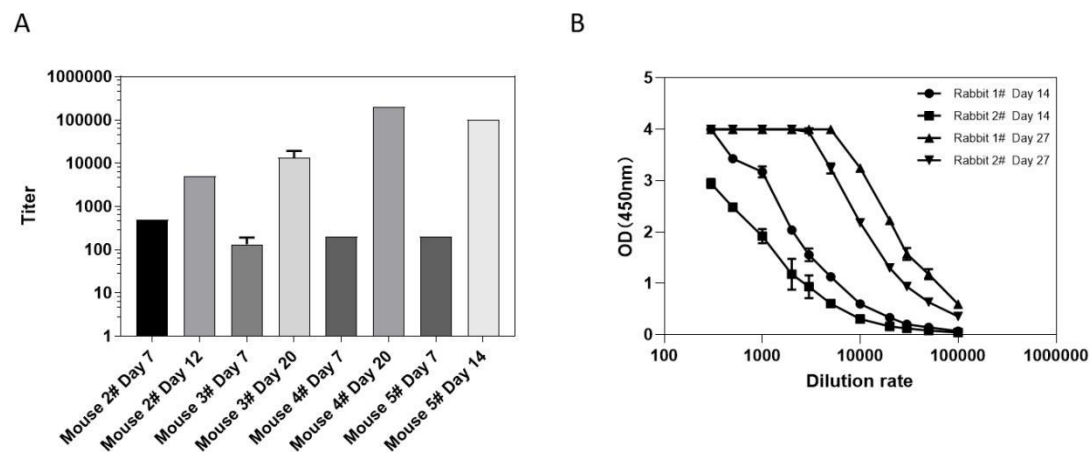 A
Titer
1000000
100000
10000
1000
100
10
1
Mouse 2# Day 7
Mouse 2# Day 12
Mouse 3# Day 7
Mouse 3# Day 20
Mouse 4# Day 7
Mouse 4# Day 20
Mouse 5# Day 7
Mouse 5# Day 14
B
OD（450nm）
5
4
3
2
1
0
Rabbit 1# Day 14
Rabbit 2# Day 14
Rabbit 1# Day 27
Rabbit 2# Day 27
100
1000
10000
100000
1000000
Dilution rate